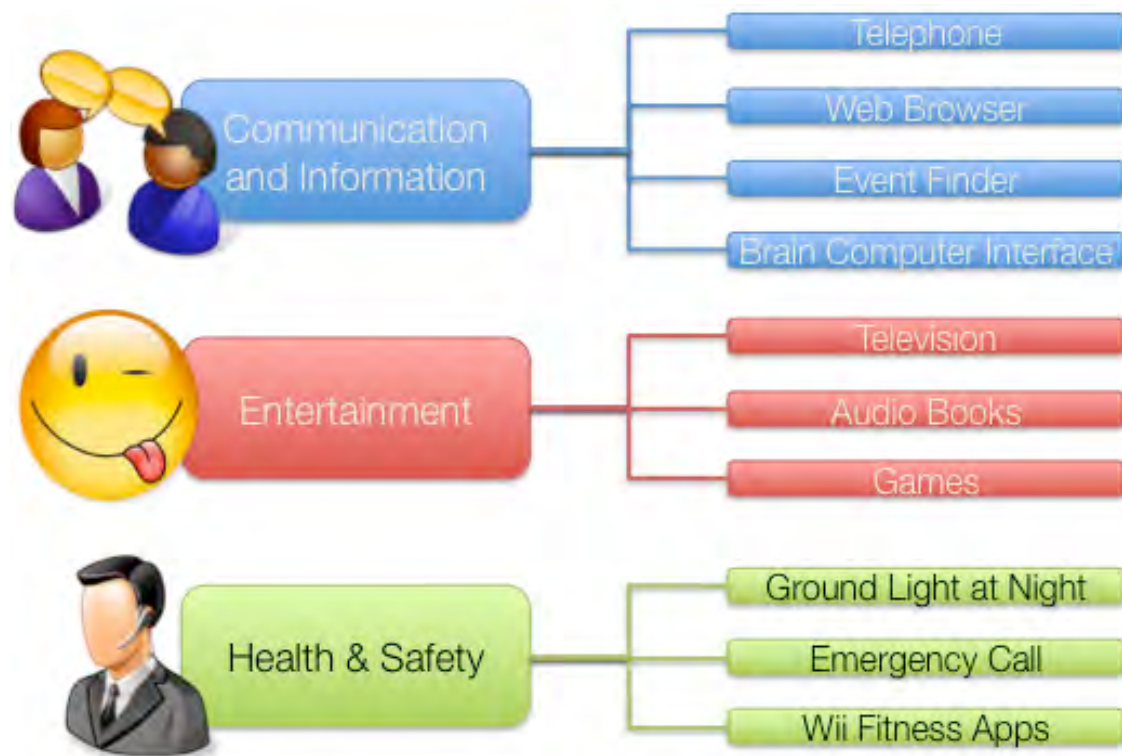 Communication
and Information
Telephone
Web Browser
Event Finder
Brain Computer Interface
Entertainment
Television
Audio Books
Games
Health & Safety
Ground Light at Night
Emergency Call
Wii Fitness Apps